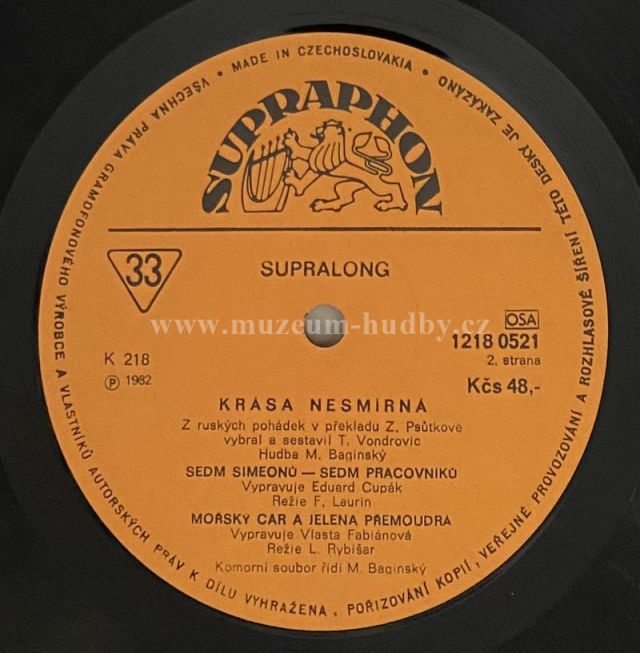 • MADE IN CZECHOSLOVAKIA •
SUPRAPHON
33
SUPRALONG
www.muzeum-hudby.cz
OSA
K 218
1218 0521
2. strana
Ⓟ 1982
Kčs 48,-
KRÁSA NESMÍRNÁ
Z ruských pohádek v překladu Z. Psůtkové
vybral a sestavil T. Vondrovic
Hudba M. Baginský
SEDM SIMEONŮ — SEDM PRACOVNÍKŮ
Vypravuje Eduard Cupák
Režie F. Laurin
MOŘSKÝ CAR A JELENA PŘEMOUDRÁ
Vypravuje Vlasta Fabiánová
Režie L. Rybišar
Komorní soubor řídí M. Baginský
VŠECHNA PRÁVA GRAMOFONOVÉHO VÝROBCE A VLASTNÍKŮ AUTORSKÝCH PRÁV K DÍLU VYHRAŽENA, POŘIZOVÁNÍ KOPIÍ, VEŘEJNÉ PROVOZOVÁNÍ A ROZHLASOVÉ ŠÍŘENÍ TÉTO DESKY JE ZAKÁZÁNO